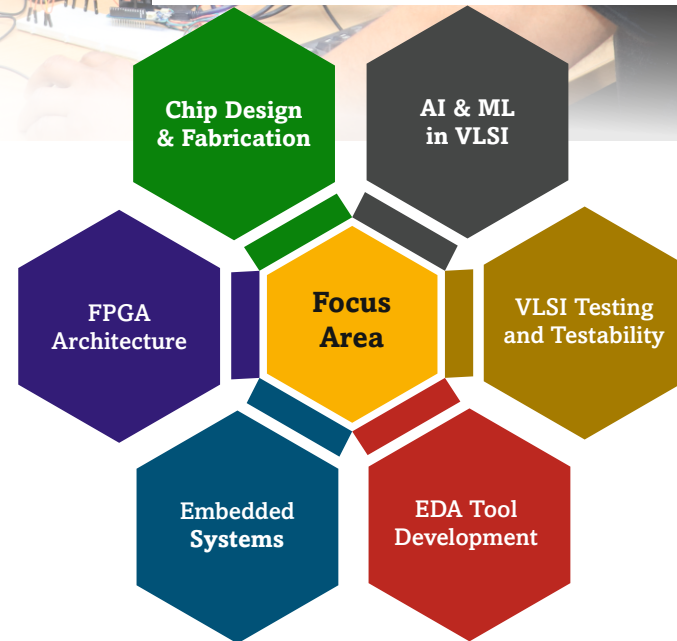 Chip Design
& Fabrication
AI & ML
in VLSI
FPGA
Architecture
Focus
Area
VLSI Testing
and Testability
Embedded
Systems
EDA Tool
Development